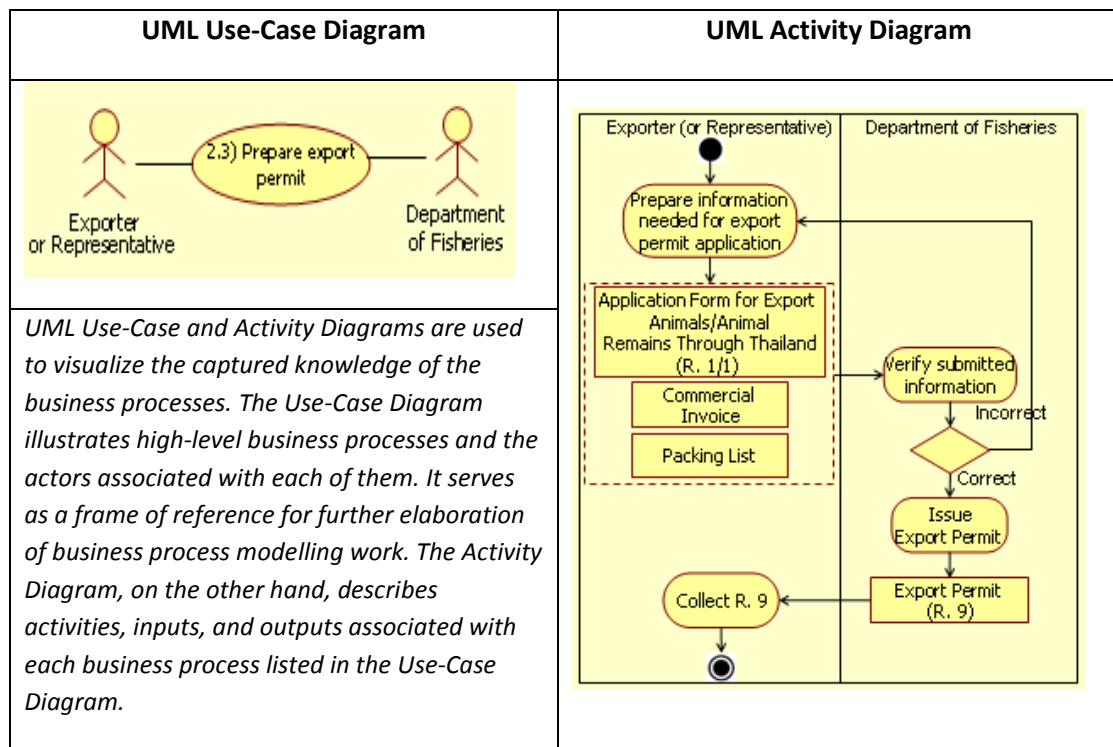 UML Use-Case Diagram
UML Activity Diagram
2.3) Prepare export
permit
Exporter
or Representative
Department
of Fisheries
UML Use-Case and Activity Diagrams are used
to visualize the captured knowledge of the
business processes. The Use-Case Diagram
illustrates high-level business processes and the
actors associated with each of them. It serves
as a frame of reference for further elaboration
of business process modelling work. The Activity
Diagram, on the other hand, describes
activities, inputs, and outputs associated with
each business process listed in the Use-Case
Diagram.
Exporter (or Representative)
Department of Fisheries
Prepare information
needed for export
permit application
Application Form for Export
Animals/Animal
Remains Through Thailand
(R. 1/1)
Commercial
Invoice
Packing List
Verify submitted
information
Incorrect
Correct
Issue
Export Permit
Export Permit
(R. 9)
Collect R. 9